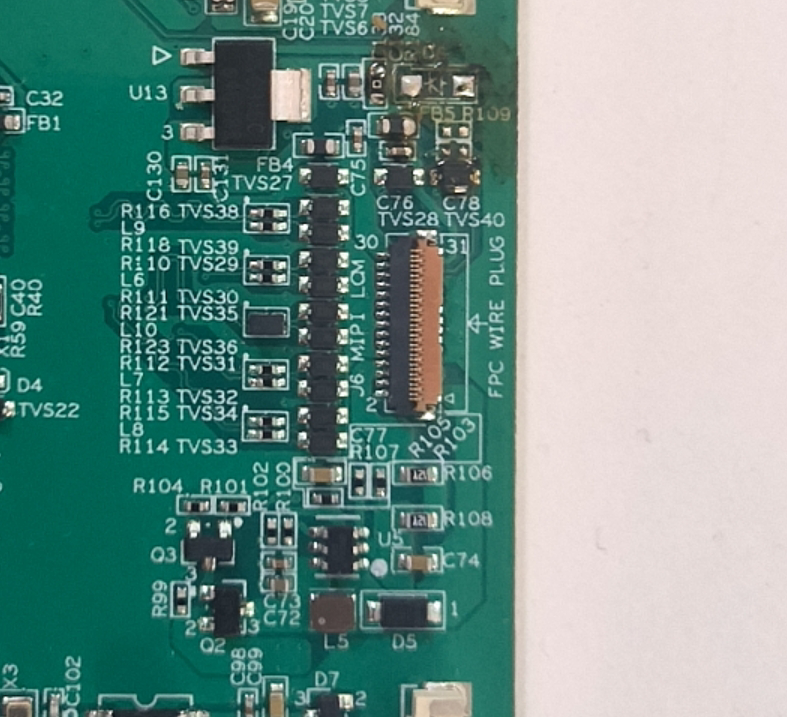 C32
FB1
U13
3
FB5 R109
C130
C131
FB4
TVS27
C75
C76
C78
TVS28 TVS40
R116 TVS38
L9
R118 TVS39
R110 TVS29
L6
R111 TVS30
R121 TVS35
L10
R123 TVS36
R112 TVS31
L7
R113 TVS32
R115 TVS34
L8
R114 TVS33
30
31
J6 MIPI LCM
FPC WIRE PLUG
2
C40
R40
R59
D4
TVS22
R105
R103
C77
R107
R106
R102
R100
R104 R101
2
Q3
3
R108
U5
C74
R99
C73
C72
2
3
Q2
L5
D5
1
X3
C102
C98
C99
D7
3
2